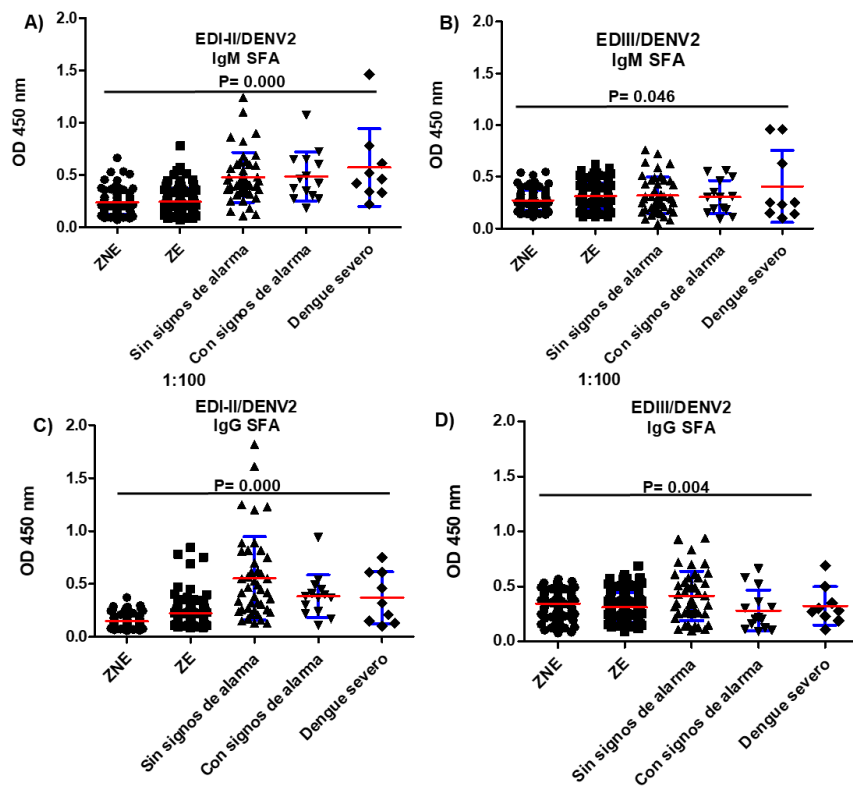 A)
EDI-II/DENV2
IgM SFA
P= 0.000
OD 450 nm
2.0
1.5
1.0
0.5
0.0
ZNE
ZE
Sin signos de alarma
Con signos de alarma
Dengue severo
B)
EDIII/DENV2
IgM SFA
P= 0.046
OD 450 nm
2.0
1.5
1.0
0.5
0.0
ZNE
ZE
Sin signos de alarma
Con signos de alarma
Dengue severo
1:100
1:100
C)
EDI-II/DENV2
IgG SFA
P= 0.000
OD 450 nm
2.0
1.5
1.0
0.5
0.0
ZNE
ZE
Sin signos de alarma
Con signos de alarma
Dengue severo
D)
EDIII/DENV2
IgG SFA
P= 0.004
OD 450 nm
2.0
1.5
1.0
0.5
0.0
ZNE
ZE
Sin signos de alarma
Con signos de alarma
Dengue severo